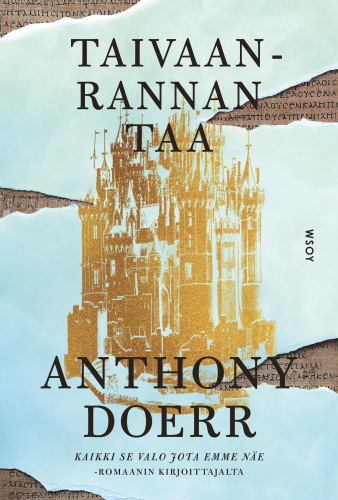 TAIVAAN-
RANNAN
TAA
WSOY
ANTHONY
DOERR
KAIKKI SE VALO JOTA EMME NÄE
-ROMAANIN KIRJOITTAJALTA